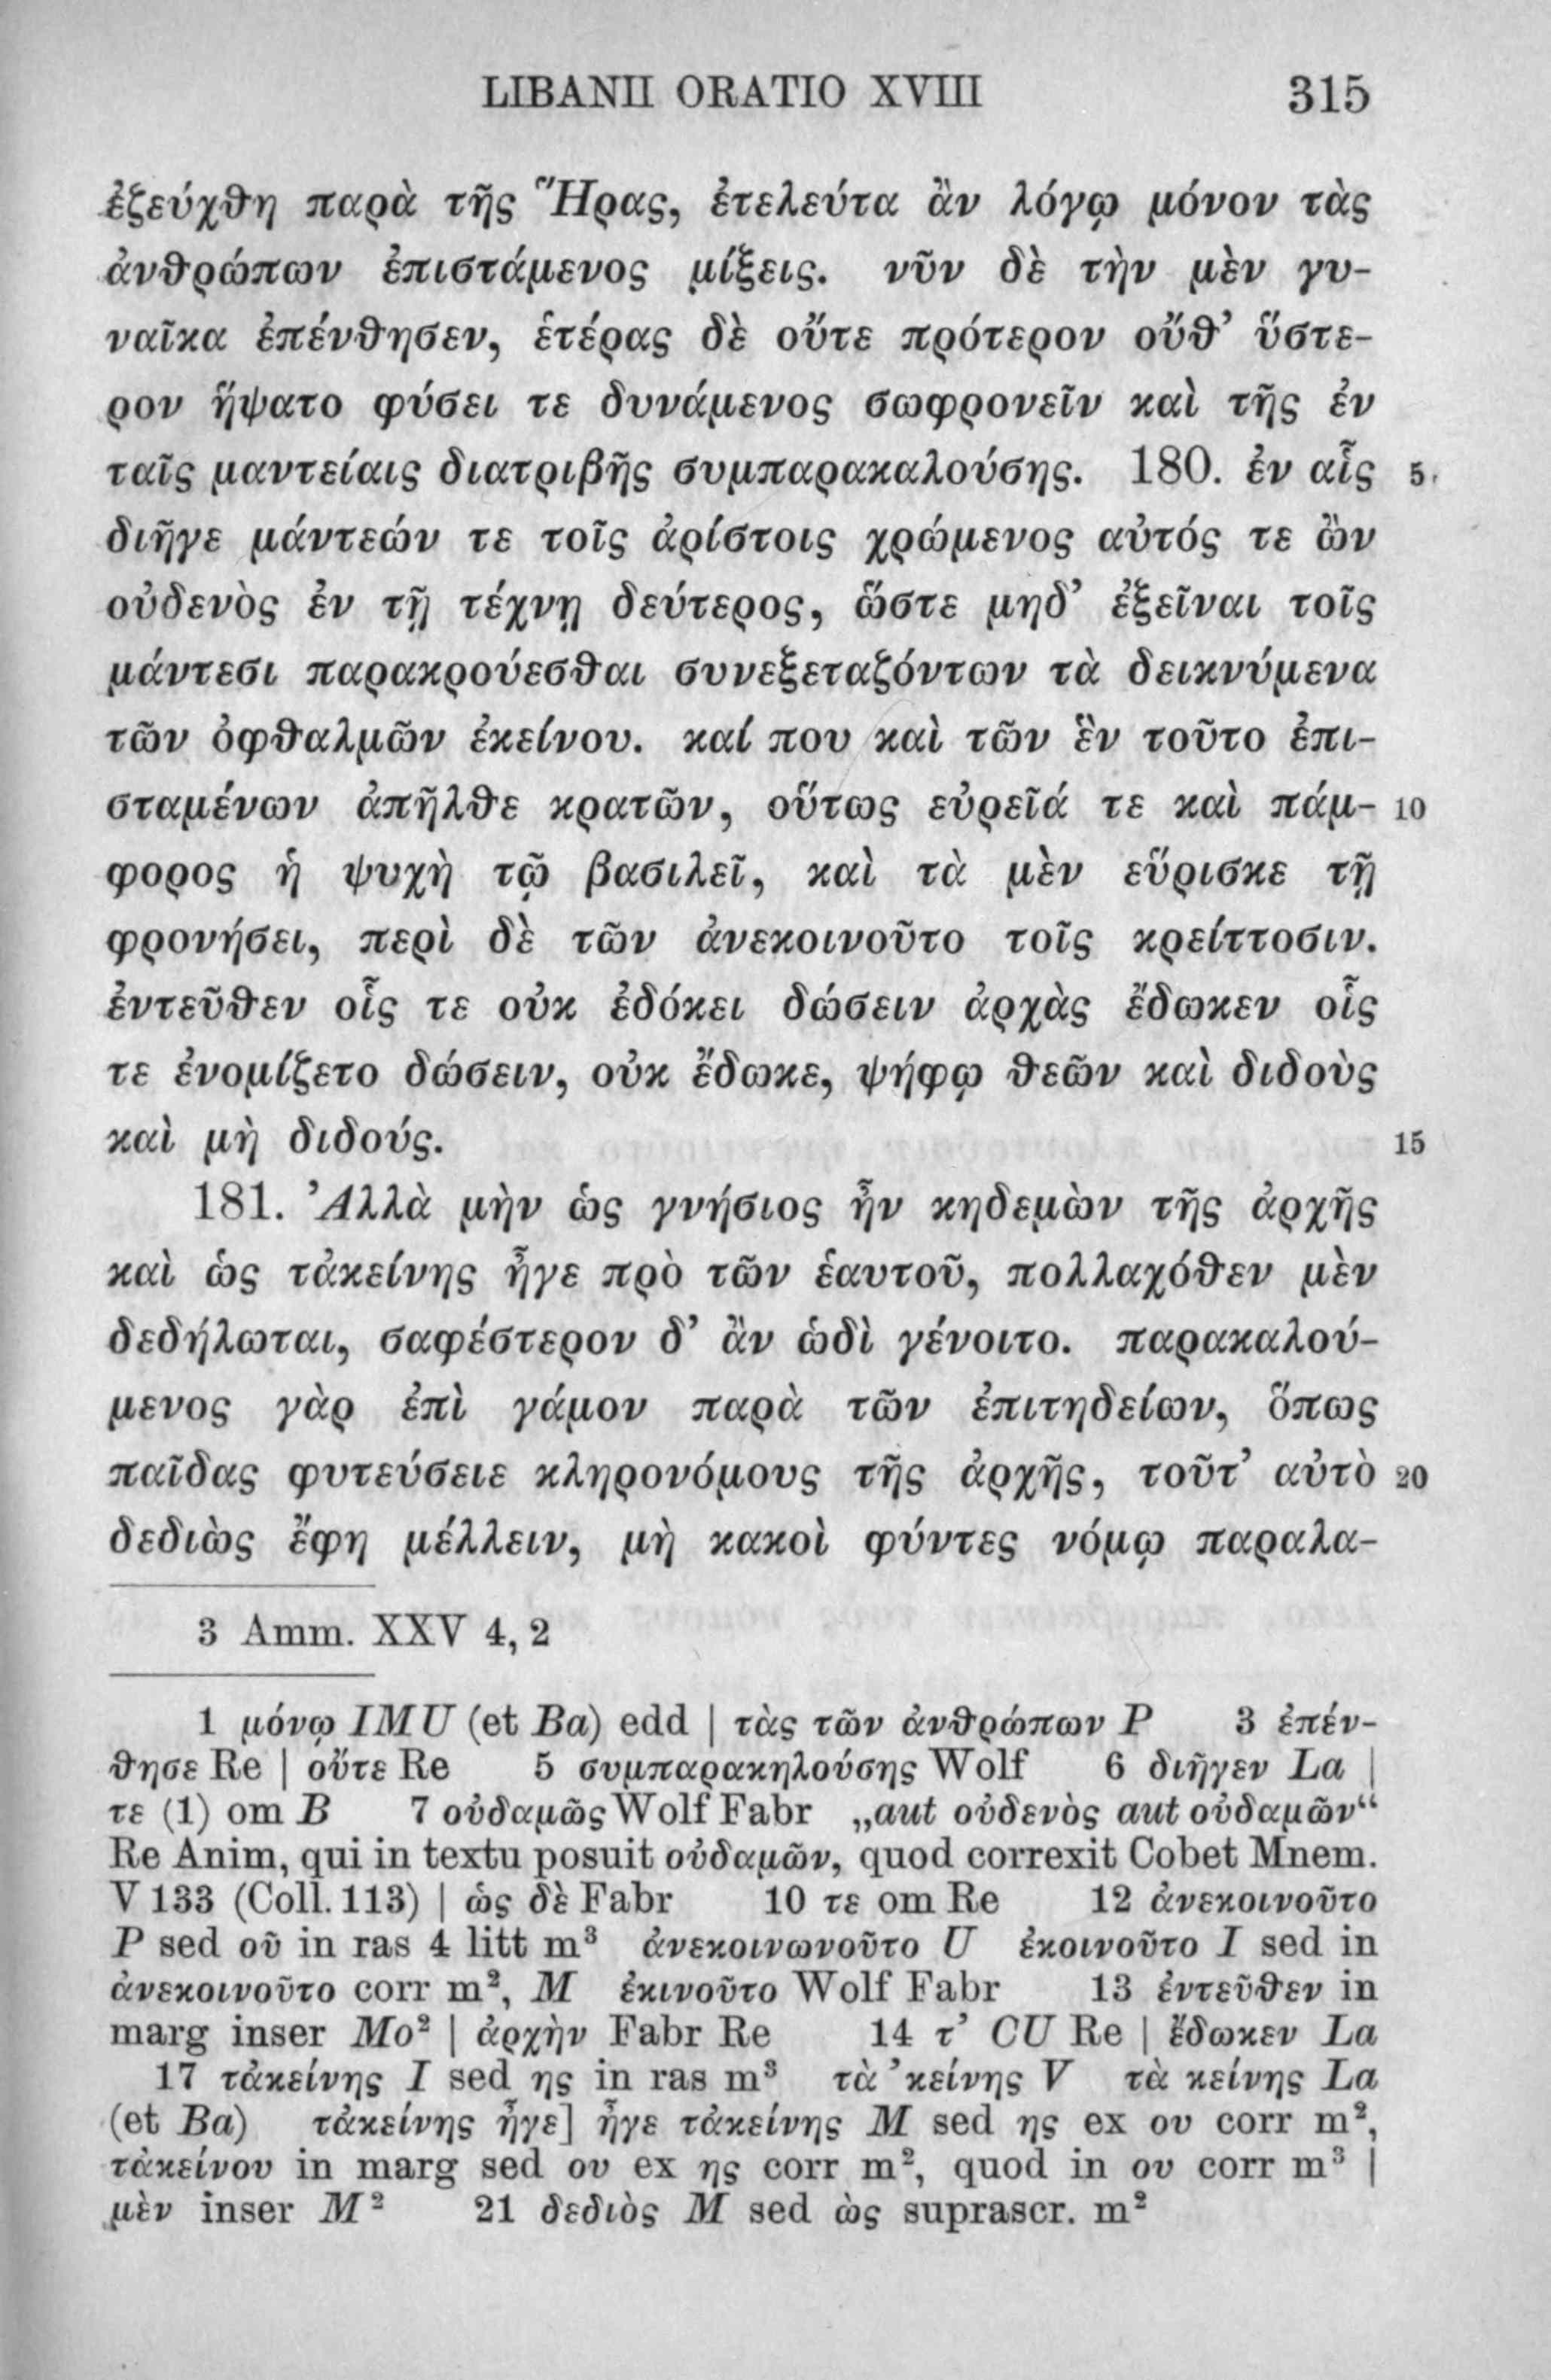 LIBANII ORATIO XVIII 315
ἐζεύχθη παρὰ τῆς Ἥρας, ἐτελεύτα ἂν λόγῳ μόνον τὰς
ἀνθρώπων ἐπιστάμενος μίξεις. νῦν δὲ τὴν μὲν γυ-
ναῖκα ἐπένθησεν, ἑτέρας δὲ οὔτε πρότερον οὔθ’ ὕστε-
ρον ἥψατο φύσει τε δυνάμενος σωφρονεῖν καὶ τῆς ἐν
ταῖς μαντείαις διατριβῆς συμπαρακαλούσης. 180. ἐν αἷς 5
διῆγε μάντεών τε τοῖς ἀρίστοις χρώμενος αὐτός τε ὢν
οὐδενὸς ἐν τῇ τέχνῃ δεύτερος, ὥστε μηδ’ ἐξεῖναι τοῖς
μάντεσι παρακρούεσθαι συνεξεταζόντων τὰ δεικνύμενα
τῶν ὀφθαλμῶν ἐκείνου. καί που καὶ τῶν ἓν τοῦτο ἐπι-
σταμένων ἀπῆλθε κρατῶν, οὕτως εὐρεῖά τε καὶ πάμ- 10
φορος ἡ ψυχὴ τῷ βασιλεῖ, καὶ τὰ μὲν εὕρισκε τῇ
φρονήσει, περὶ δὲ τῶν ἀνεκοινοῦτο τοῖς κρείττοσιν.
ἐντεῦθεν οἷς τε οὐκ ἐδόκει δώσειν ἀρχὰς ἔδωκεν οἷς
τε ἐνομίζετο δώσειν, οὐκ ἔδωκε, ψήφῳ θεῶν καὶ διδοὺς
καὶ μὴ διδούς. 15
181. Ἀλλὰ μὴν ὡς γνήσιος ἦν κηδεμὼν τῆς ἀρχῆς
καὶ ὡς τἀκείνης ἦγε πρὸ τῶν ἑαυτοῦ, πολλαχόθεν μὲν
δεδήλωται, σαφέστερον δ’ ἂν ὡδὶ γένοιτο. παρακαλού-
μενος γὰρ ἐπὶ γάμον παρὰ τῶν ἐπιτηδείων, ὅπως
παῖδας φυτεύσειε κληρονόμους τῆς ἀρχῆς, τοῦτ’ αὐτὸ 20
δεδιὼς ἔφη μέλλειν, μὴ κακοὶ φύντες νόμῳ παραλα-
3 Amm. XXV 4, 2
1 μόνῳ IMU (et Ba) edd | τὰς τῶν ἀνθρώπων P 3 ἐπέν-
θησε Re | οὔτε Re 5 συμπαρακηλούσης Wolf 6 διῆγεν La |
τε (1) om B 7 οὐδαμῶς Wolf Fabr „aut οὐδενὸς aut οὐδαμῶν“
Re Anim, qui in textu posuit οὐδαμῶν, quod correxit Cobet Mnem.
V 133 (Coll. 113) | ὡς δὲ Fabr 10 τε om Re 12 ἀνεκοινοῦτο
P sed οῦ in ras 4 litt m³ ἀνεκοινωνοῦτο U ἐκοινοῦτο I sed in
ἀνεκοινοῦτο corr m², M ἐκινοῦτο Wolf Fabr 13 ἐντεῦθεν in
marg inser Mo² | ἀρχὴν Fabr Re 14 τ’ CU Re | ἔδωκεν La
17 τἀκείνης I sed ης in ras m³ τὰ ’κείνης V τὰ κείνης La
(et Ba) τἀκείνης ἦγε] ἦγε τἀκείνης M sed ης ex ου corr m²,
τἀκείνου in marg sed ου ex ης corr m², quod in ου corr m³ |
μὲν inser M² 21 δεδιὸς M sed ὼς suprascr. m²